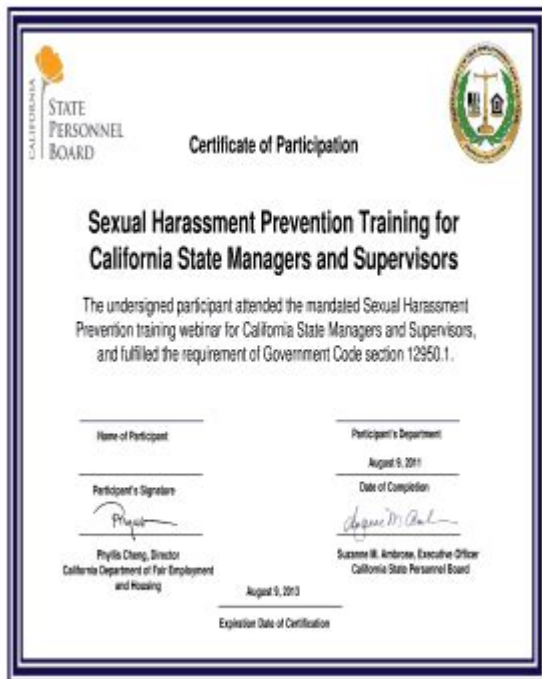 CALIFORNIA
STATE
PERSONNEL
BOARD
Certificate of Participation
Sexual Harassment Prevention Training for
California State Managers and Supervisors
The undersigned participant attended the mandated Sexual Harassment
Prevention training webinar for California State Managers and Supervisors,
and fulfilled the requirement of Government Code section 12950.1.
Name of Participant
Participant's Department
August 9, 2011
Participant's Signature
Date of Completion
Phyllis Cheng, Director
California Department of Fair Employment
and Housing
Suzanne M. Ambrose, Executive Officer
California State Personnel Board
August 9, 2013
Expiration Date of Certification